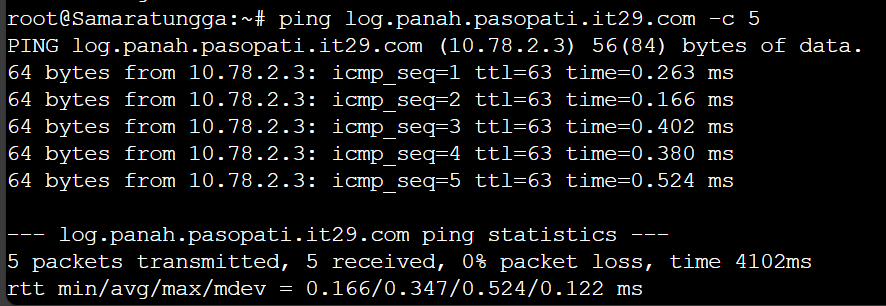 root@Samaratungga:~# ping log.panah.pasopati.it29.com -c 5
PING log.panah.pasopati.it29.com (10.78.2.3) 56(84) bytes of data.
64 bytes from 10.78.2.3: icmp_seq=1 ttl=63 time=0.263 ms
64 bytes from 10.78.2.3: icmp_seq=2 ttl=63 time=0.166 ms
64 bytes from 10.78.2.3: icmp_seq=3 ttl=63 time=0.402 ms
64 bytes from 10.78.2.3: icmp_seq=4 ttl=63 time=0.380 ms
64 bytes from 10.78.2.3: icmp_seq=5 ttl=63 time=0.524 ms
--- log.panah.pasopati.it29.com ping statistics ---
5 packets transmitted, 5 received, 0% packet loss, time 4102ms
rtt min/avg/max/mdev = 0.166/0.347/0.524/0.122 ms